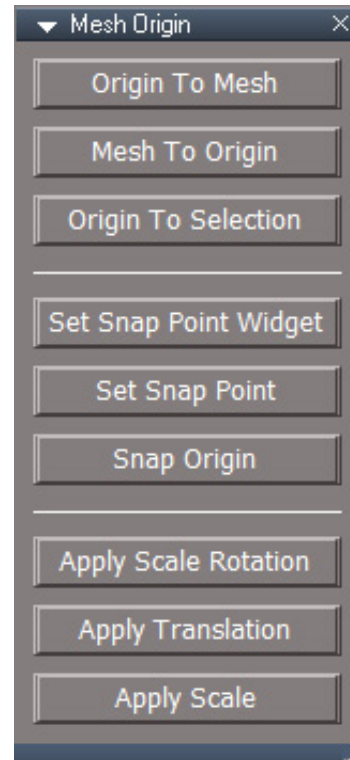 Mesh Origin
Origin To Mesh
Mesh To Origin
Origin To Selection
Set Snap Point Widget
Set Snap Point
Snap Origin
Apply Scale Rotation
Apply Translation
Apply Scale